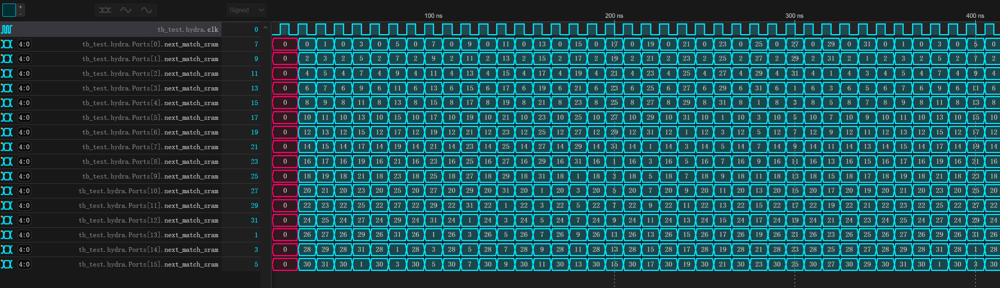 +
-
Signed
100 ns 200 ns 300 ns 400 ns
tb_test.hydra.clk 0
4:0 tb_test.hydra.Ports[0].next_match_sram 7 0 0 1 0 3 0 5 0 7 0 9 0 11 0 13 0 15 0 17 0 19 0 21 0 23 0 25 0 27 0 29 0 31 0 1 0 3 0 5 0
4:0 tb_test.hydra.Ports[1].next_match_sram 9 0 2 3 2 5 2 7 2 9 2 11 2 13 2 15 2 17 2 19 2 21 2 23 2 25 2 27 2 29 2 31 2 1 2 3 2 5 2 7 2
4:0 tb_test.hydra.Ports[2].next_match_sram 11 0 4 5 4 7 4 9 4 11 4 13 4 15 4 17 4 19 4 21 4 23 4 25 4 27 4 29 4 31 4 1 4 3 4 5 4 7 4 9 4
4:0 tb_test.hydra.Ports[3].next_match_sram 13 0 6 7 6 9 6 11 6 13 6 15 6 17 6 19 6 21 6 23 6 25 6 27 6 29 6 31 6 1 6 3 6 5 6 7 6 9 6 11 6
4:0 tb_test.hydra.Ports[4].next_match_sram 15 0 8 9 8 11 8 13 8 15 8 17 8 19 8 21 8 23 8 25 8 27 8 29 8 31 8 1 8 3 8 5 8 7 8 9 8 11 8 13 8
4:0 tb_test.hydra.Ports[5].next_match_sram 17 0 10 11 10 13 10 15 10 17 10 19 10 21 10 23 10 25 10 27 10 29 10 31 10 1 10 3 10 5 10 7 10 9 10 11 10 13 10 15 10
4:0 tb_test.hydra.Ports[6].next_match_sram 19 0 12 13 12 15 12 17 12 19 12 21 12 23 12 25 12 27 12 29 12 31 12 1 12 3 12 5 12 7 12 9 12 11 12 13 12 15 12 17 12
4:0 tb_test.hydra.Ports[7].next_match_sram 21 0 14 15 14 17 14 19 14 21 14 23 14 25 14 27 14 29 14 31 14 1 14 3 14 5 14 7 14 9 14 11 14 13 14 15 14 17 14 19 14
4:0 tb_test.hydra.Ports[8].next_match_sram 23 0 16 17 16 19 16 21 16 23 16 25 16 27 16 29 16 31 16 1 16 3 16 5 16 7 16 9 16 11 16 13 16 15 16 17 16 19 16 21 16
4:0 tb_test.hydra.Ports[9].next_match_sram 25 0 18 19 18 21 18 23 18 25 18 27 18 29 18 31 18 1 18 3 18 5 18 7 18 9 18 11 18 13 18 15 18 17 18 19 18 21 18 23 18
4:0 tb_test.hydra.Ports[10].next_match_sram 27 0 20 21 20 23 20 25 20 27 20 29 20 31 20 1 20 3 20 5 20 7 20 9 20 11 20 13 20 15 20 17 20 19 20 21 20 23 20 25 20
4:0 tb_test.hydra.Ports[11].next_match_sram 29 0 22 23 22 25 22 27 22 29 22 31 22 1 22 3 22 5 22 7 22 9 22 11 22 13 22 15 22 17 22 19 22 21 22 23 22 25 22 27 22
4:0 tb_test.hydra.Ports[12].next_match_sram 31 0 24 25 24 27 24 29 24 31 24 1 24 3 24 5 24 7 24 9 24 11 24 13 24 15 24 17 24 19 24 21 24 23 24 25 24 27 24 29 24
4:0 tb_test.hydra.Ports[13].next_match_sram 1 0 26 27 26 29 26 31 26 1 26 3 26 5 26 7 26 9 26 11 26 13 26 15 26 17 26 19 26 21 26 23 26 25 26 27 26 29 26 31 26
4:0 tb_test.hydra.Ports[14].next_match_sram 3 0 28 29 28 31 28 1 28 3 28 5 28 7 28 9 28 11 28 13 28 15 28 17 28 19 28 21 28 23 28 25 28 27 28 29 28 31 28 1 28
4:0 tb_test.hydra.Ports[15].next_match_sram 5 0 30 31 30 1 30 3 30 5 30 7 30 9 30 11 30 13 30 15 30 17 30 19 30 21 30 23 30 25 30 27 30 29 30 31 30 1 30 3 30